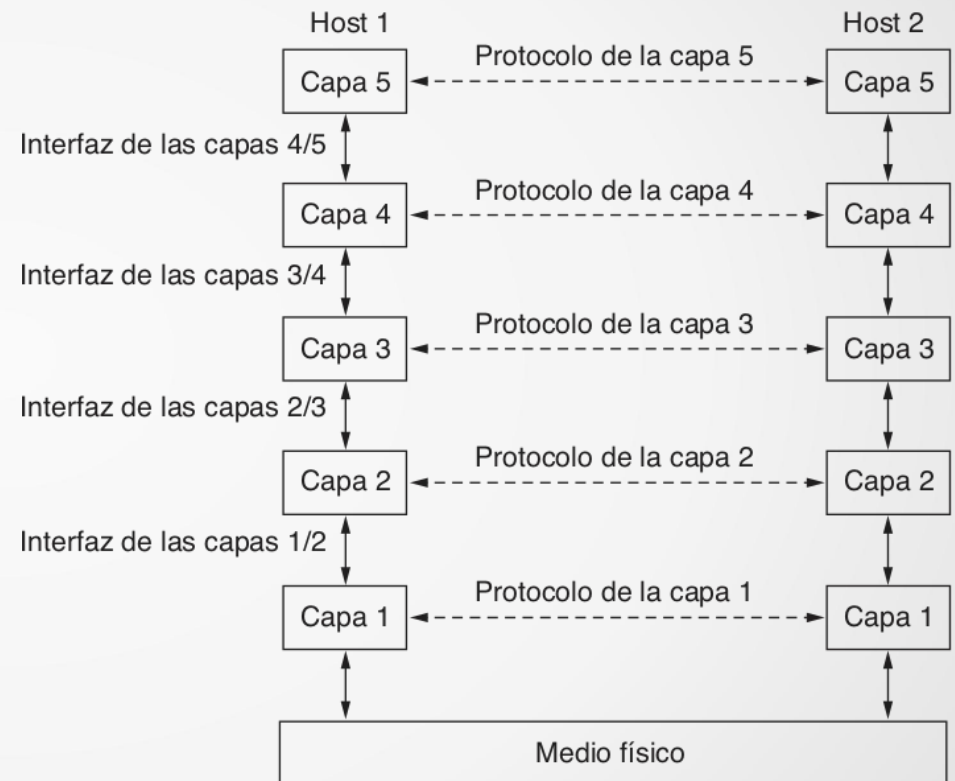 Host 1
Host 2
Protocolo de la capa 5
Capa 5
Capa 5
Interfaz de las capas 4/5
Protocolo de la capa 4
Capa 4
Capa 4
Interfaz de las capas 3/4
Protocolo de la capa 3
Capa 3
Capa 3
Interfaz de las capas 2/3
Protocolo de la capa 2
Capa 2
Capa 2
Interfaz de las capas 1/2
Protocolo de la capa 1
Capa 1
Capa 1
Medio físico